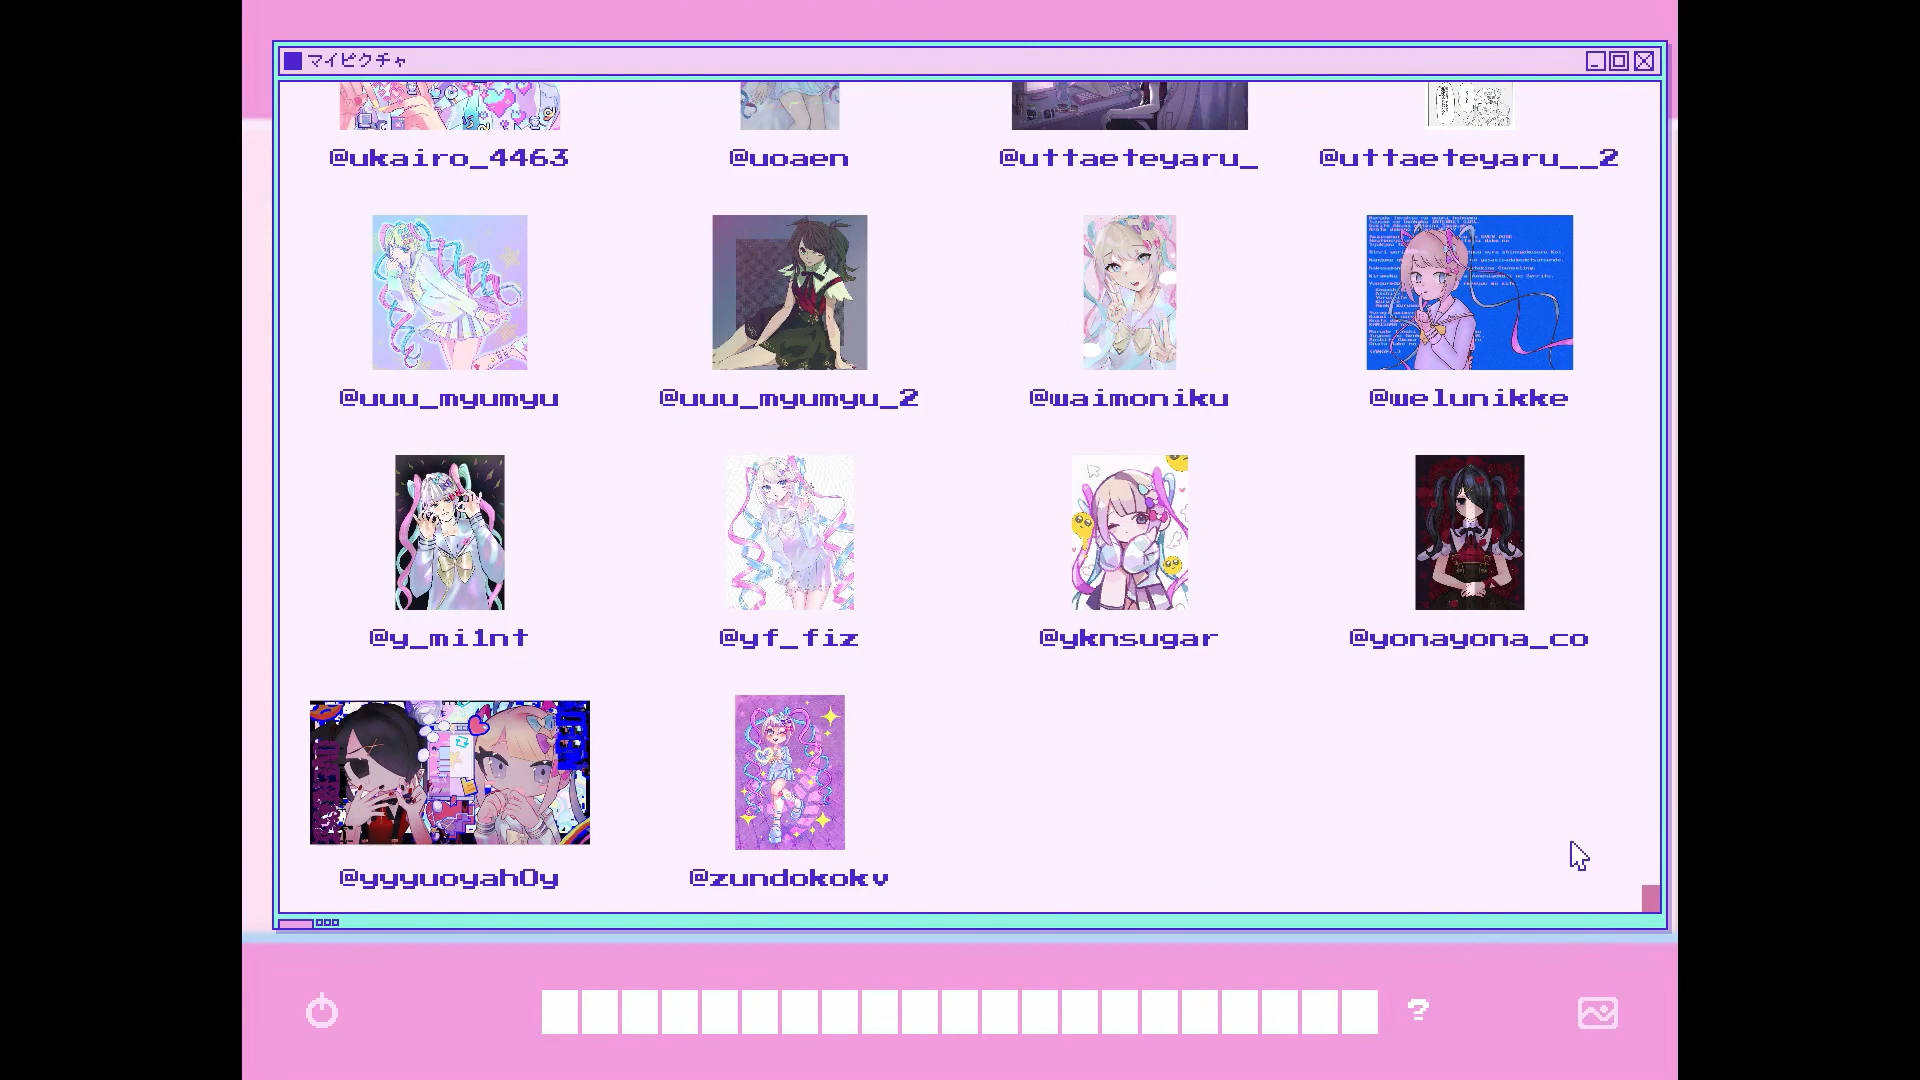 マイピクチャ
@ukairo_4463
@uoaen
@uttaeteyaru_
@uttaeteyaru__2
@uuu_myumyu
@uuu_myumyu_2
@waimoniku
@welunikke
@y_mi1nt
@yf_fiz
@yknsugar
@yonayona_co
@yyyuoyah0y
@zundokokv
?